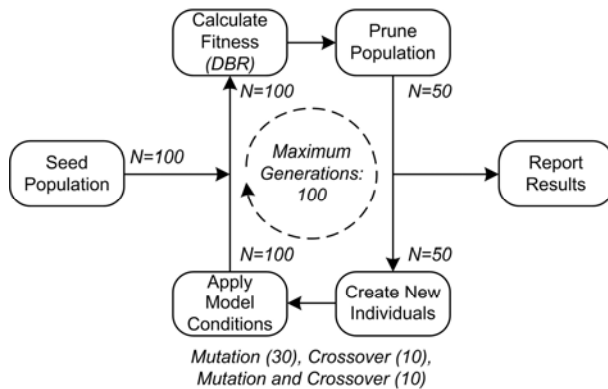 Calculate
Fitness
(DBR)
Prune
Population
N=100
N=50
Seed
Population
N=100
Maximum
Generations:
100
Report
Results
N=100
N=50
Apply
Model
Conditions
Create New
Individuals
Mutation (30), Crossover (10),
Mutation and Crossover (10)